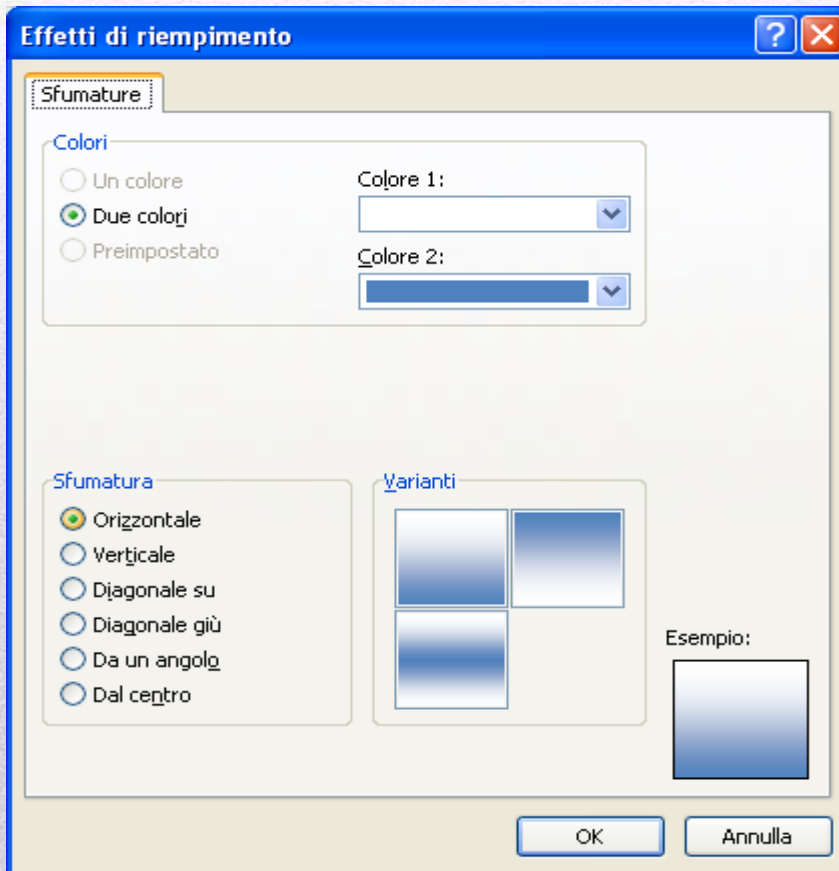 Effetti di riempimento
Sfumature
Colori
Un colore
Due colori
Preimpostato
Colore 1:
Colore 2:
Sfumatura
Orizzontale
Verticale
Diagonale su
Diagonale giù
Da un angolo
Dal centro
Varianti
Esempio:
OK
Annulla